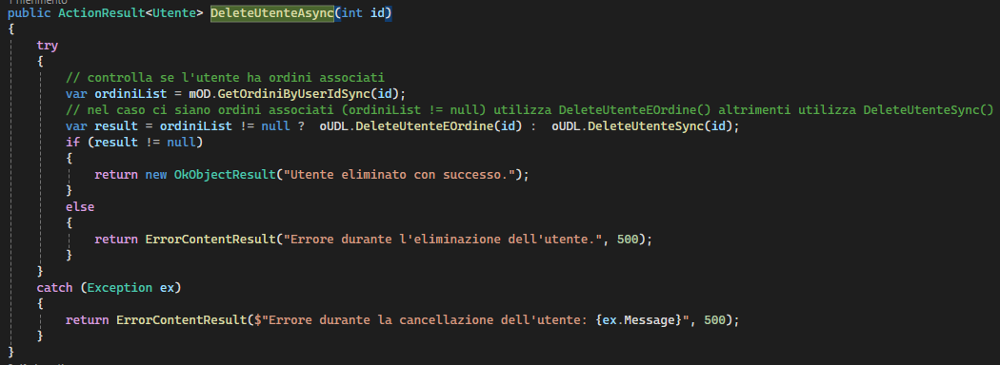 1 riferimento
public ActionResult<Utente> DeleteUtenteAsync(int id)
{
try
{
// controlla se l'utente ha ordini associati
var ordiniList = mOD.GetOrdiniByUserIdSync(id);
// nel caso ci siano ordini associati (ordiniList != null) utilizza DeleteUtenteEOrdine() altrimenti utilizza DeleteUtenteSync()
var result = ordiniList != null ?  oUDL.DeleteUtenteEOrdine(id) :  oUDL.DeleteUtenteSync(id);
if (result != null)
{
return new OkObjectResult("Utente eliminato con successo.");
}
else
{
return ErrorContentResult("Errore durante l'eliminazione dell'utente.", 500);
}
}
catch (Exception ex)
{
return ErrorContentResult($"Errore durante la cancellazione dell'utente: {ex.Message}", 500);
}
}